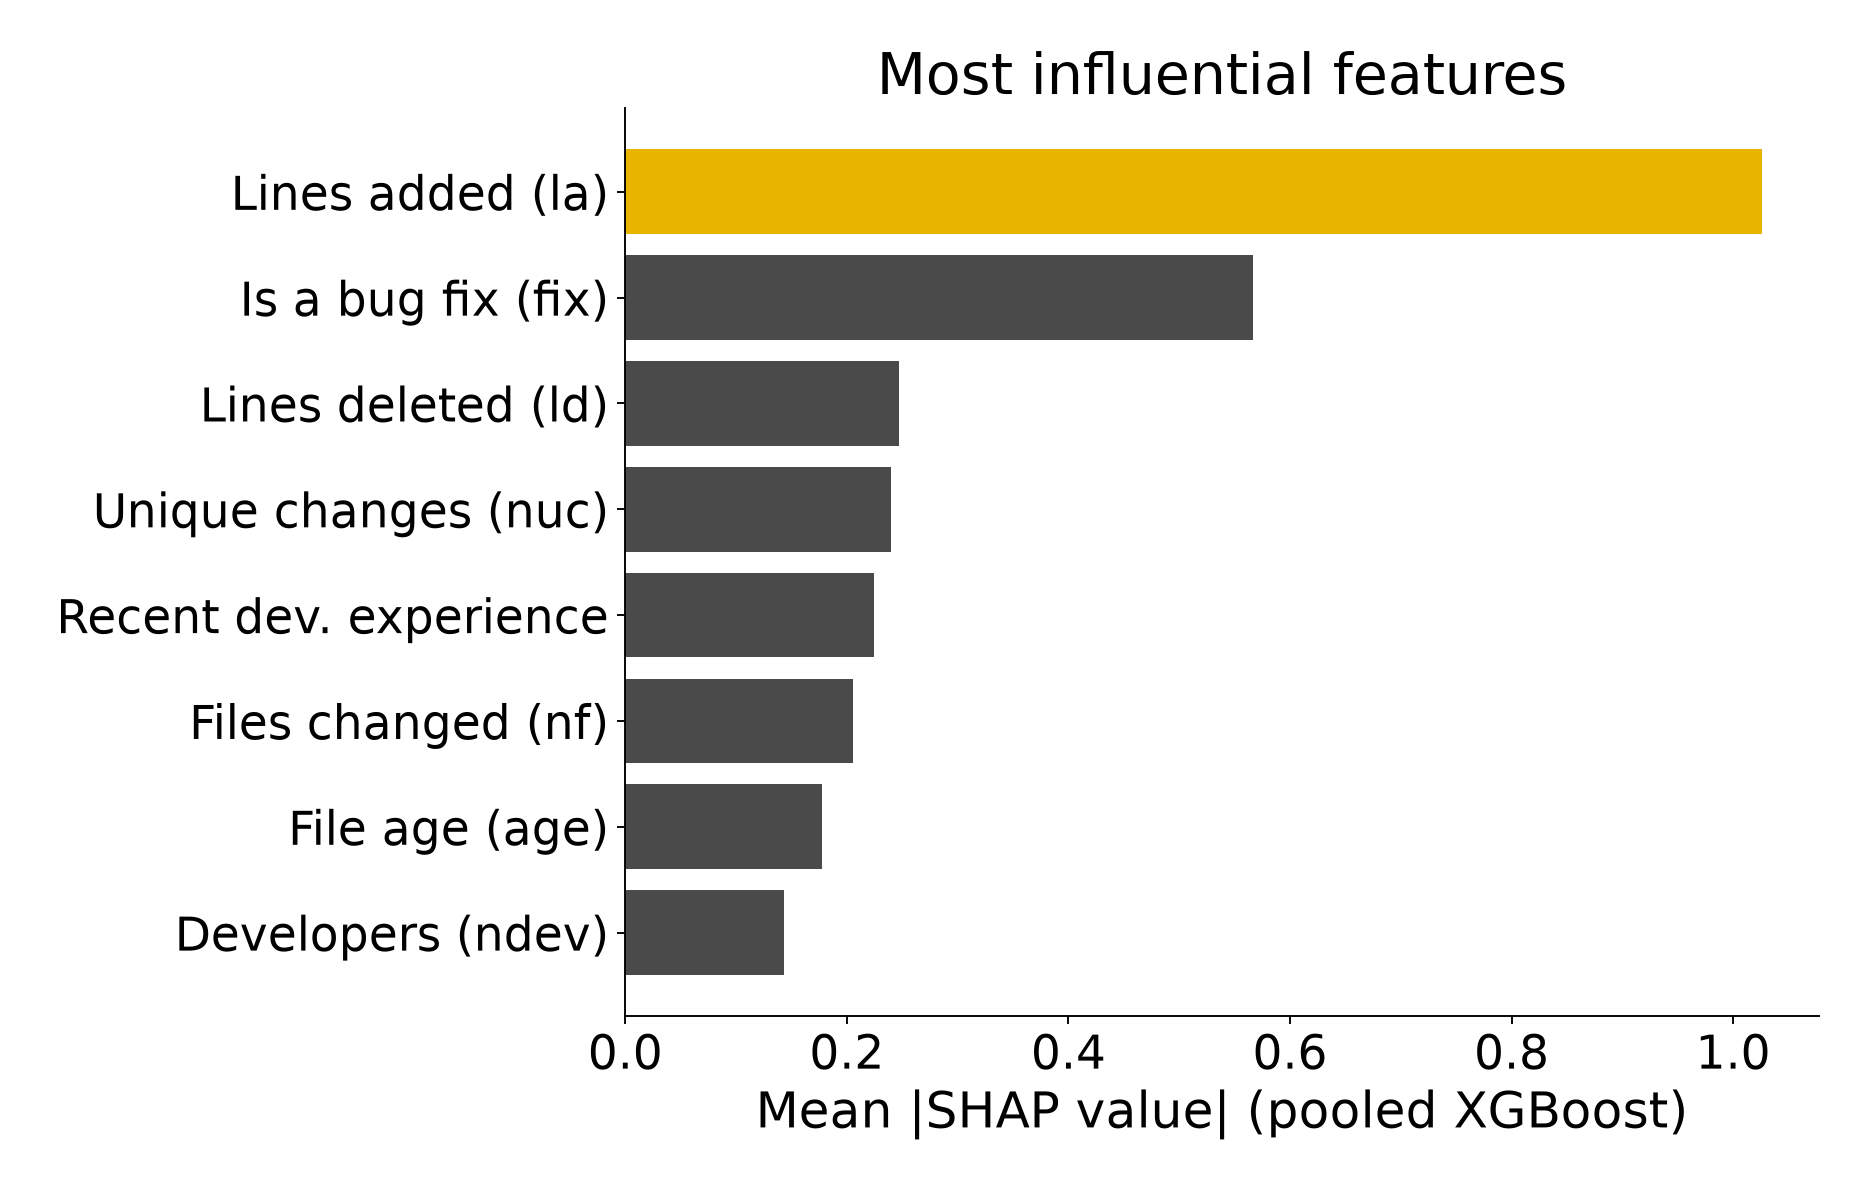 Most influential features
Lines added (la)
Is a bug fix (fix)
Lines deleted (ld)
Unique changes (nuc)
Recent dev. experience
Files changed (nf)
File age (age)
Developers (ndev)
0.0 0.2 0.4 0.6 0.8 1.0
Mean |SHAP value| (pooled XGBoost)